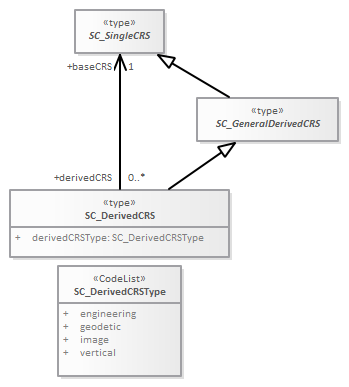 «type»
SC_SingleCRS
+baseCRS 1
«type»
SC_GeneralDerivedCRS
+derivedCRS 0..*
«type»
SC_DerivedCRS
+ derivedCRSType: SC_DerivedCRSType
«CodeList»
SC_DerivedCRSType
+ engineering
+ geodetic
+ image
+ vertical